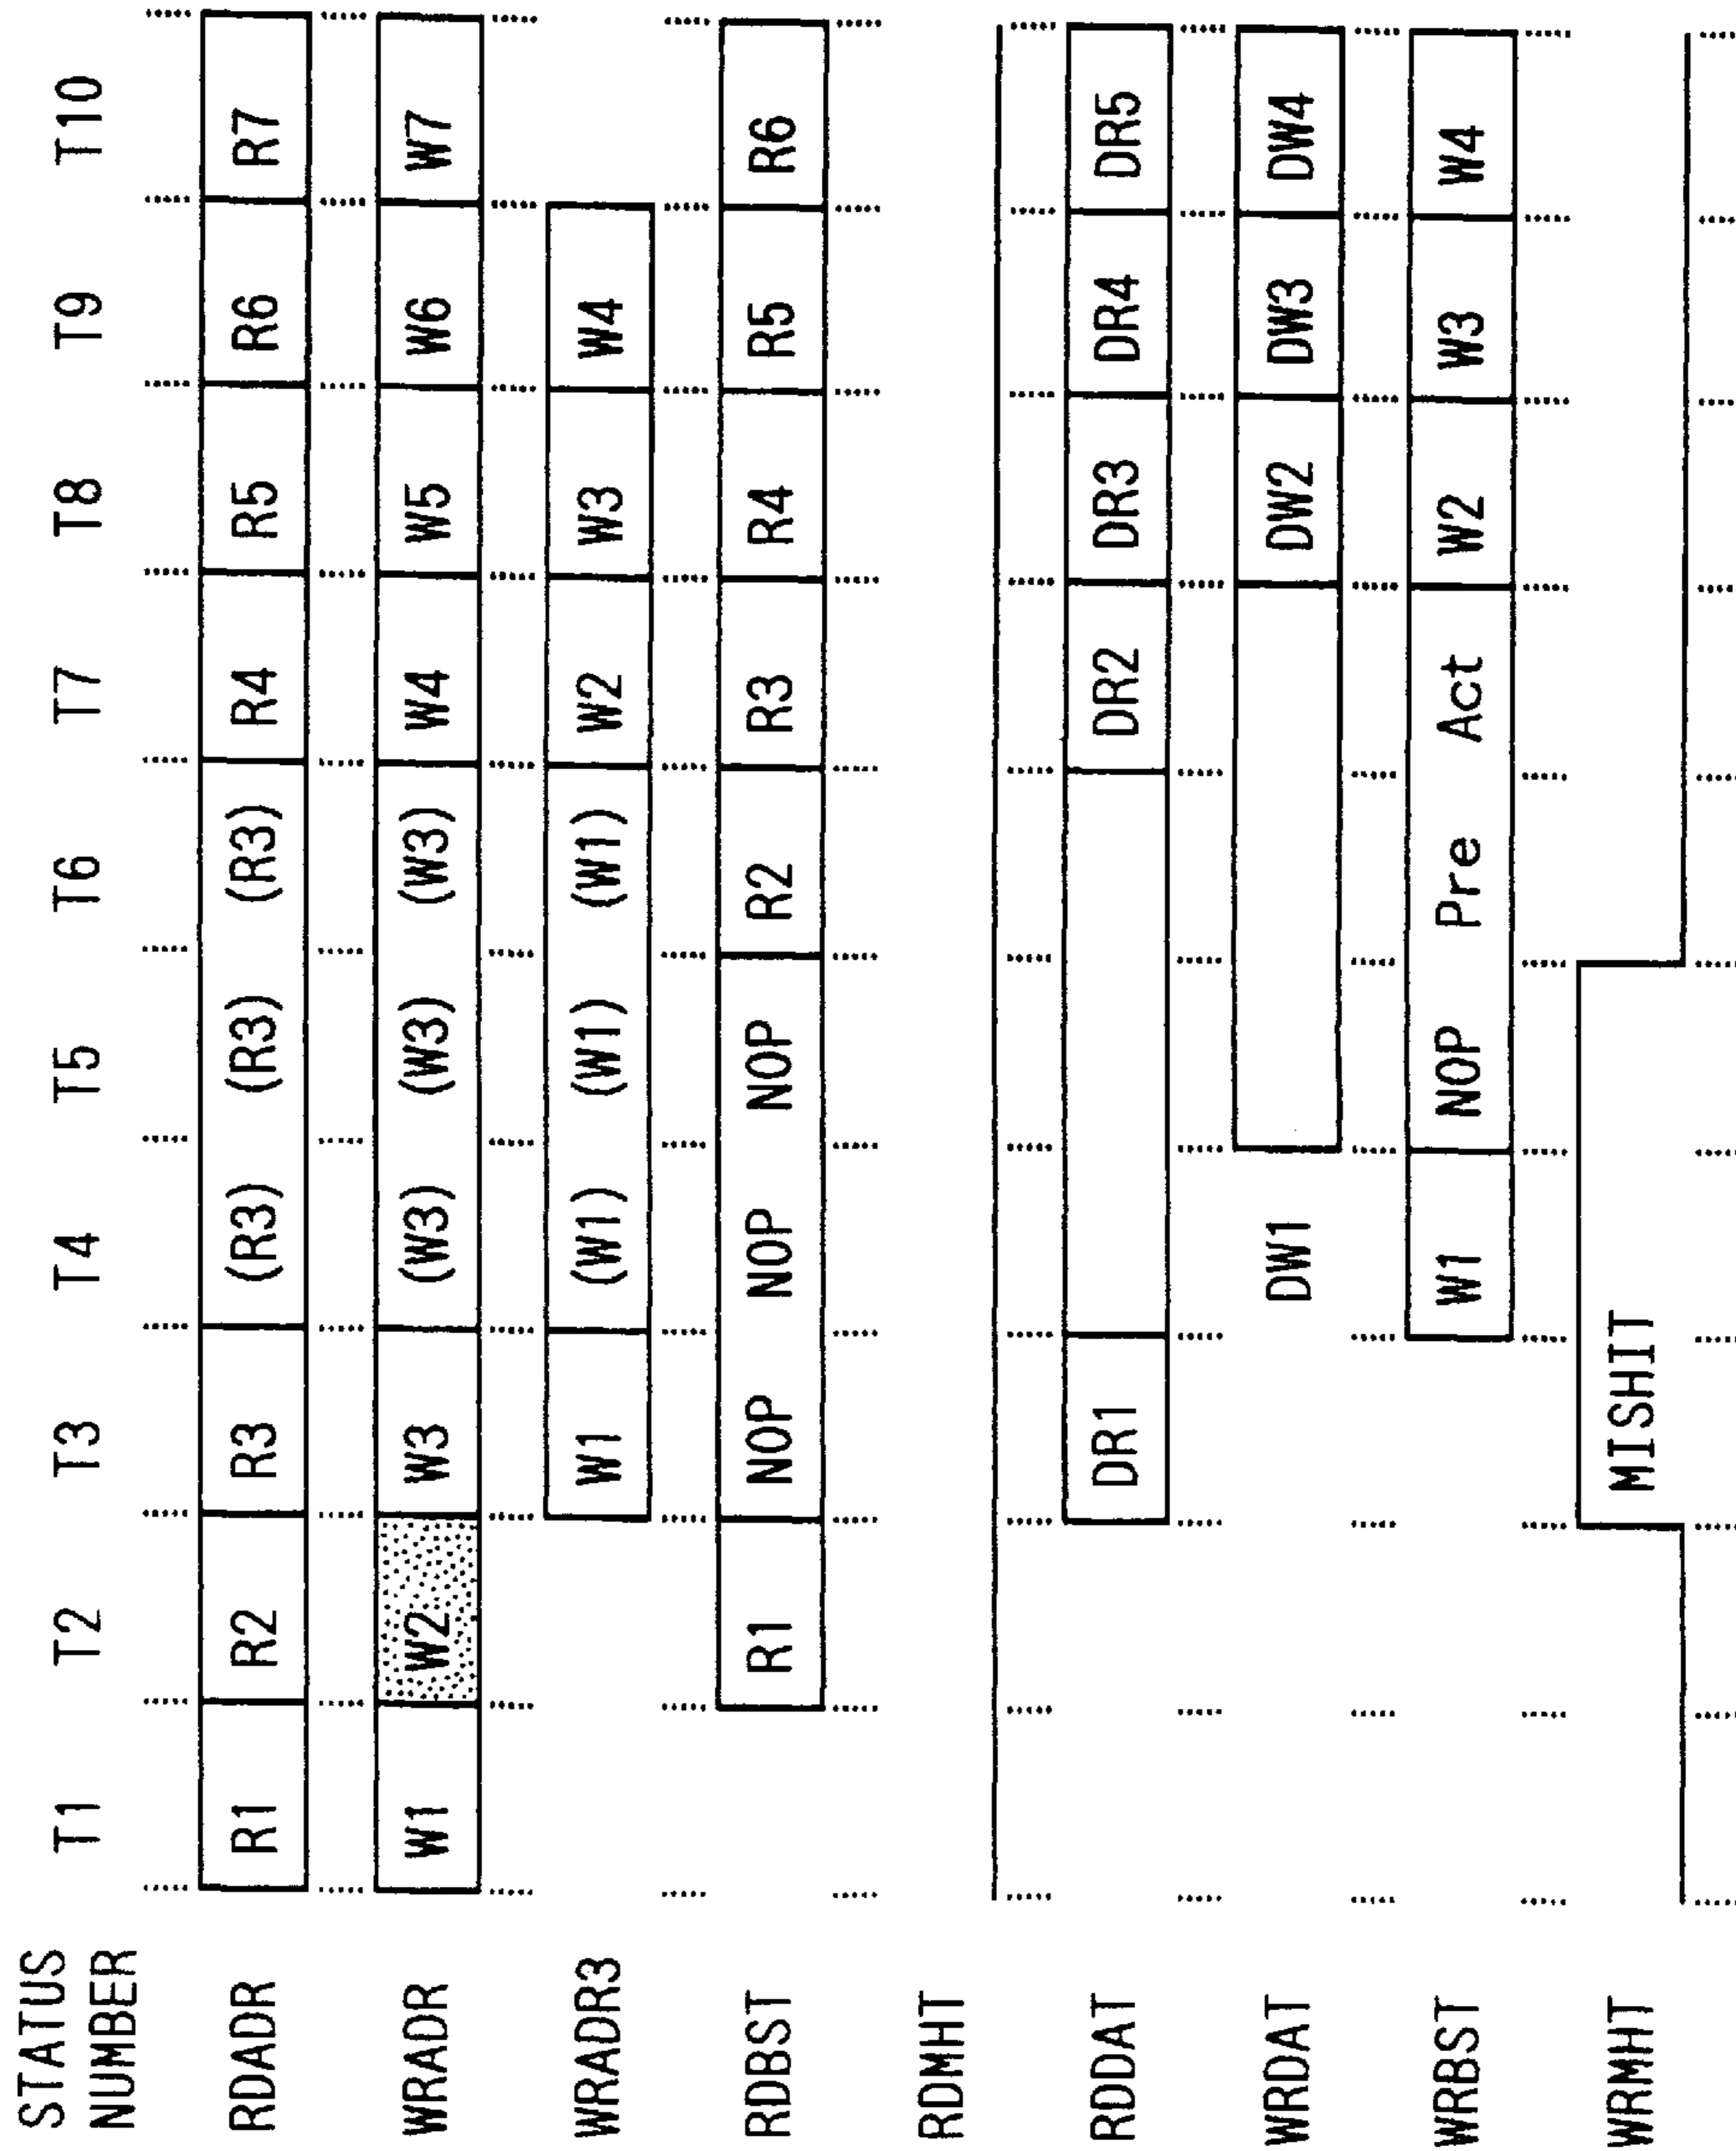 STATUS NUMBER T1 T2 T3 T4 T5 T6 T7 T8 T9 T10
RDADR R1 R2 R3 (R3) (R3) (R3) R4 R5 R6 R7
WRADR W1 W2 W3 (W3) (W3) (W3) W4 W5 W6 W7
WRADR3 W1 (W1) (W1) (W1) W2 W3 W4
RDBST R1 NOP NOP NOP R2 R3 R4 R5 R6
RDMHT
RDDAT DR1 DR2 DR3 DR4 DR5
WRDAT DW1 DW2 DW3 DW4
WRBST W1 NOP Pre Act W2 W3 W4
WRMHT MISHIT